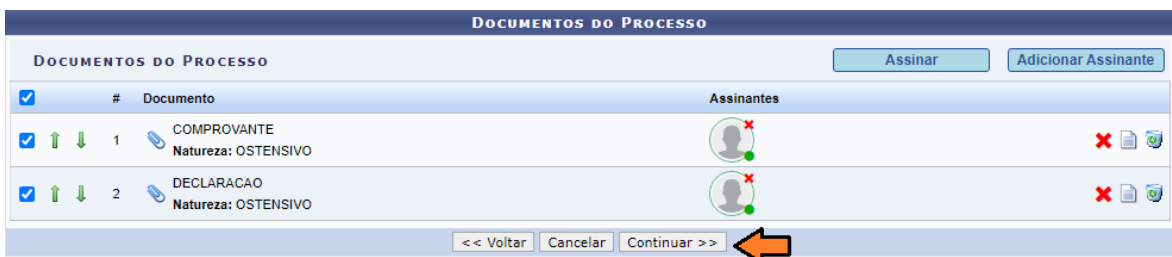 DOCUMENTOS DO PROCESSO
DOCUMENTOS DO PROCESSO Assinar Adicionar Assinante
# Documento Assinantes
1 COMPROVANTE
Natureza: OSTENSIVO
2 DECLARACAO
Natureza: OSTENSIVO
<< Voltar Cancelar Continuar >>